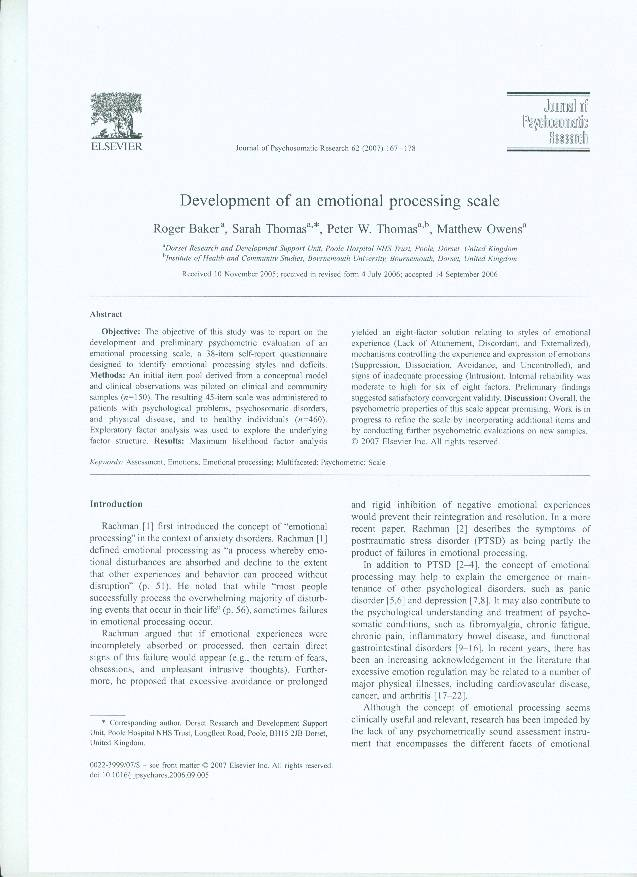 ELSEVIER
Journal of Psychosomatic Research 62 (2007) 167–178
Journal of
Psychosomatic
Research
Development of an emotional processing scale
Roger Bakerᵃ, Sarah Thomasᵃ,*, Peter W. Thomasᵃ,ᵇ, Matthew Owensᵃ
ᵃDorset Research and Development Support Unit, Poole Hospital NHS Trust, Poole, Dorset, United Kingdom
ᵇInstitute of Health and Community Studies, Bournemouth University, Bournemouth, Dorset, United Kingdom
Received 10 November 2005; received in revised form 4 July 2006; accepted 14 September 2006
Abstract
Objective: The objective of this study was to report on the
development and preliminary psychometric evaluation of an
emotional processing scale, a 38-item self-report questionnaire
designed to identify emotional processing styles and deficits.
Methods: An initial item pool derived from a conceptual model
and clinical observations was piloted on clinical and community
samples (n=150). The resulting 45-item scale was administered to
patients with psychological problems, psychosomatic disorders,
and physical disease, and to healthy individuals (n=460).
Exploratory factor analysis was used to explore the underlying
factor structure. Results: Maximum likelihood factor analysis
yielded an eight-factor solution relating to styles of emotional
experience (Lack of Attunement, Discordant, and Externalized),
mechanisms controlling the experience and expression of emotions
(Suppression, Dissociation, Avoidance, and Uncontrolled), and
signs of inadequate processing (Intrusion). Internal reliability was
moderate to high for six of eight factors. Preliminary findings
suggested satisfactory convergent validity. Discussion: Overall, the
psychometric properties of this scale appear promising. Work is in
progress to refine the scale by incorporating additional items and
by conducting further psychometric evaluations on new samples.
© 2007 Elsevier Inc. All rights reserved.
Keywords: Assessment; Emotions; Emotional processing; Multifaceted; Psychometric; Scale
Introduction
Rachman [1] first introduced the concept of "emotional
processing" in the context of anxiety disorders. Rachman [1]
defined emotional processing as "a process whereby emo-
tional disturbances are absorbed and decline to the extent
that other experiences and behavior can proceed without
disruption" (p. 51). He noted that while "most people
successfully process the overwhelming majority of disturb-
ing events that occur in their life" (p. 56), sometimes failures
in emotional processing occur.
Rachman argued that if emotional experiences were
incompletely absorbed or processed, then certain direct
signs of this failure would appear (e.g., the return of fears,
obsessions, and unpleasant intrusive thoughts). Further-
more, he proposed that excessive avoidance or prolonged
and rigid inhibition of negative emotional experiences
would prevent their reintegration and resolution. In a more
recent paper, Rachman [2] describes the symptoms of
posttraumatic stress disorder (PTSD) as being partly the
product of failures in emotional processing.
In addition to PTSD [2–4], the concept of emotional
processing may help to explain the emergence or main-
tenance of other psychological disorders, such as panic
disorder [5,6] and depression [7,8]. It may also contribute to
the psychological understanding and treatment of psycho-
somatic conditions, such as fibromyalgia, chronic fatigue,
chronic pain, inflammatory bowel disease, and functional
gastrointestinal disorders [9–16]. In recent years, there has
been an increasing acknowledgement in the literature that
excessive emotion regulation may be related to a number of
major physical illnesses, including cardiovascular disease,
cancer, and arthritis [17–22].
Although the concept of emotional processing seems
clinically useful and relevant, research has been impeded by
the lack of any psychometrically sound assessment instru-
ment that encompasses the different facets of emotional
* Corresponding author. Dorset Research and Development Support
Unit, Poole Hospital NHS Trust, Longfleet Road, Poole, BH15 2JB Dorset,
United Kingdom.
0022-3999/07/$ – see front matter © 2007 Elsevier Inc. All rights reserved.
doi:10.1016/j.jpsychores.2006.09.005